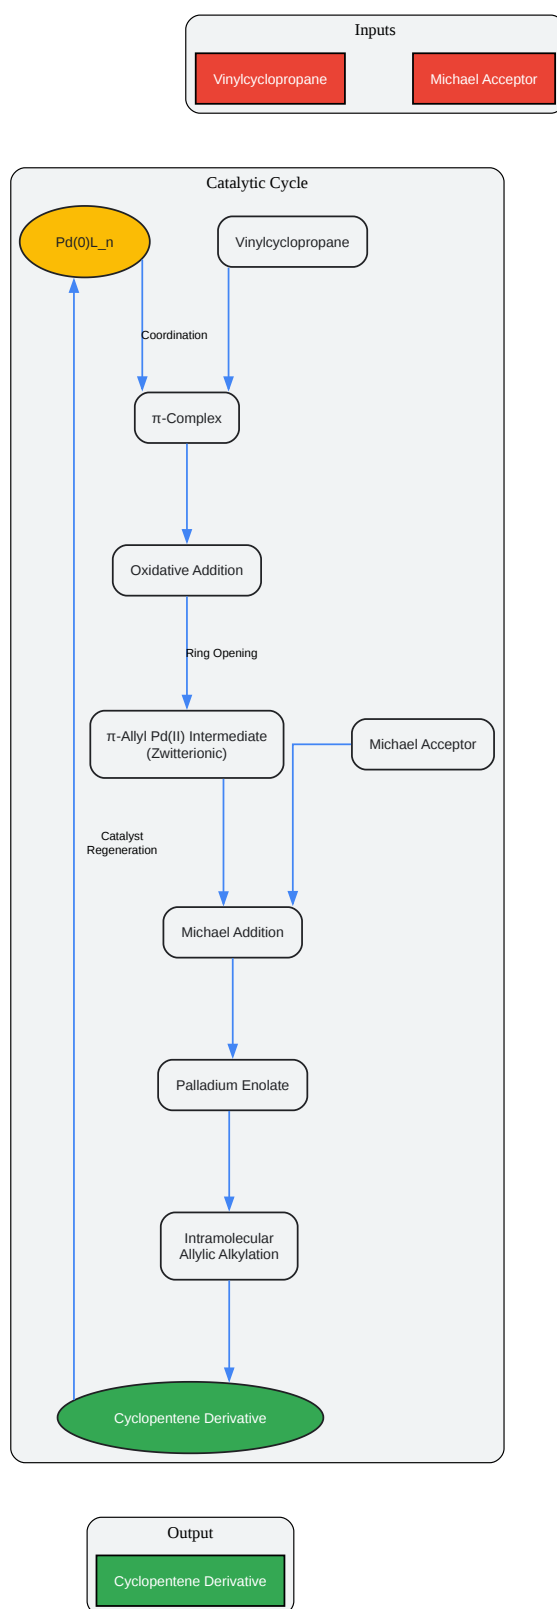 Inputs
Vinylcyclopropane
Michael Acceptor
Catalytic Cycle
Pd(0)L_n
Vinylcyclopropane
Coordination
π-Complex
Oxidative Addition
Ring Opening
π-Allyl Pd(II) Intermediate
(Zwitterionic)
Michael Acceptor
Catalyst
Regeneration
Michael Addition
Palladium Enolate
Intramolecular
Allylic Alkylation
Cyclopentene Derivative
Output
Cyclopentene Derivative